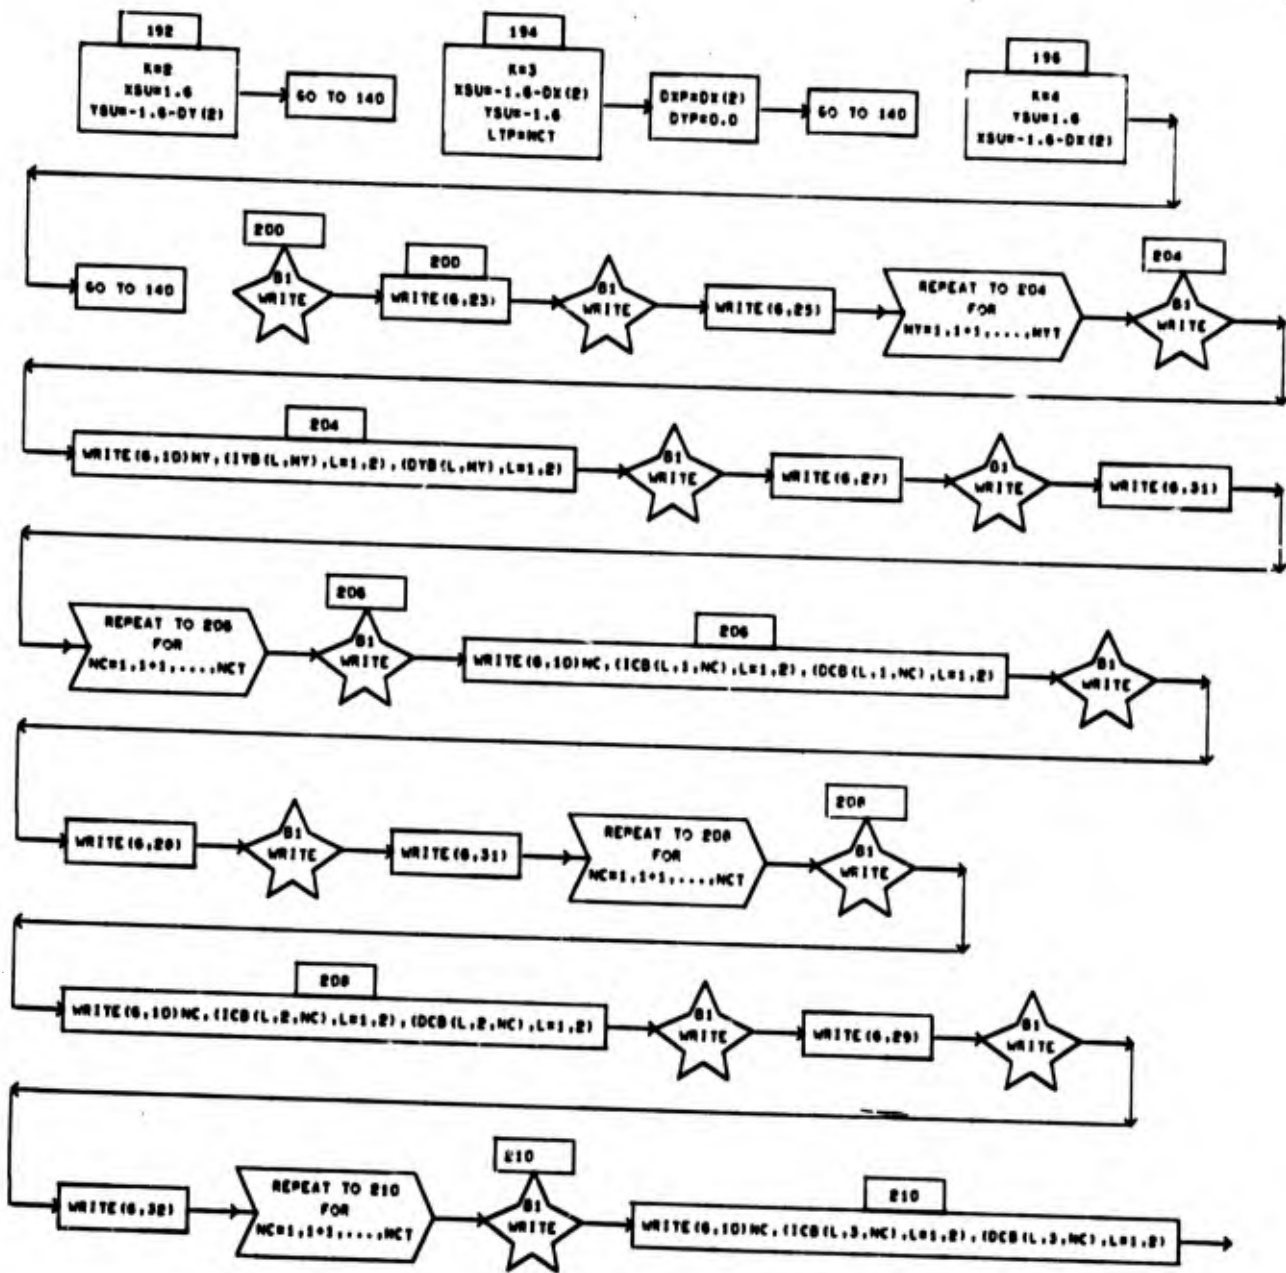 192
K=2
XSU=1.6
YSU=-1.6-DY(2)
GO TO 140
194
K=3
XSU=-1.6-DX(2)
YSU=-1.6
LTP=NCT
DXP=DX(2)
DYP=0.0
GO TO 140
196
K=4
YSU=1.6
XSU=-1.6-DX(2)
GO TO 140
200
B1
WRITE
200
WRITE(6,23)
B1
WRITE
WRITE(6,25)
REPEAT TO 204
FOR
MY=1,1+1,...,MYT
204
B1
WRITE
204
WRITE(6,10)MY,(IYB(L,MY),L=1,2),(DYB(L,MY),L=1,2)
B1
WRITE
WRITE(6,27)
B1
WRITE
WRITE(6,31)
REPEAT TO 206
FOR
NC=1,1+1,...,NCT
206
B1
WRITE
206
WRITE(6,10)NC,(ICB(L,1,NC),L=1,2),(DCB(L,1,NC),L=1,2)
B1
WRITE
WRITE(6,28)
B1
WRITE
WRITE(6,31)
REPEAT TO 208
FOR
NC=1,1+1,...,NCT
208
B1
WRITE
208
WRITE(6,10)NC,(ICB(L,2,NC),L=1,2),(DCB(L,2,NC),L=1,2)
B1
WRITE
WRITE(6,29)
B1
WRITE
WRITE(6,32)
REPEAT TO 210
FOR
NC=1,1+1,...,NCT
210
B1
WRITE
210
WRITE(6,10)NC,(ICB(L,3,NC),L=1,2),(DCB(L,3,NC),L=1,2)